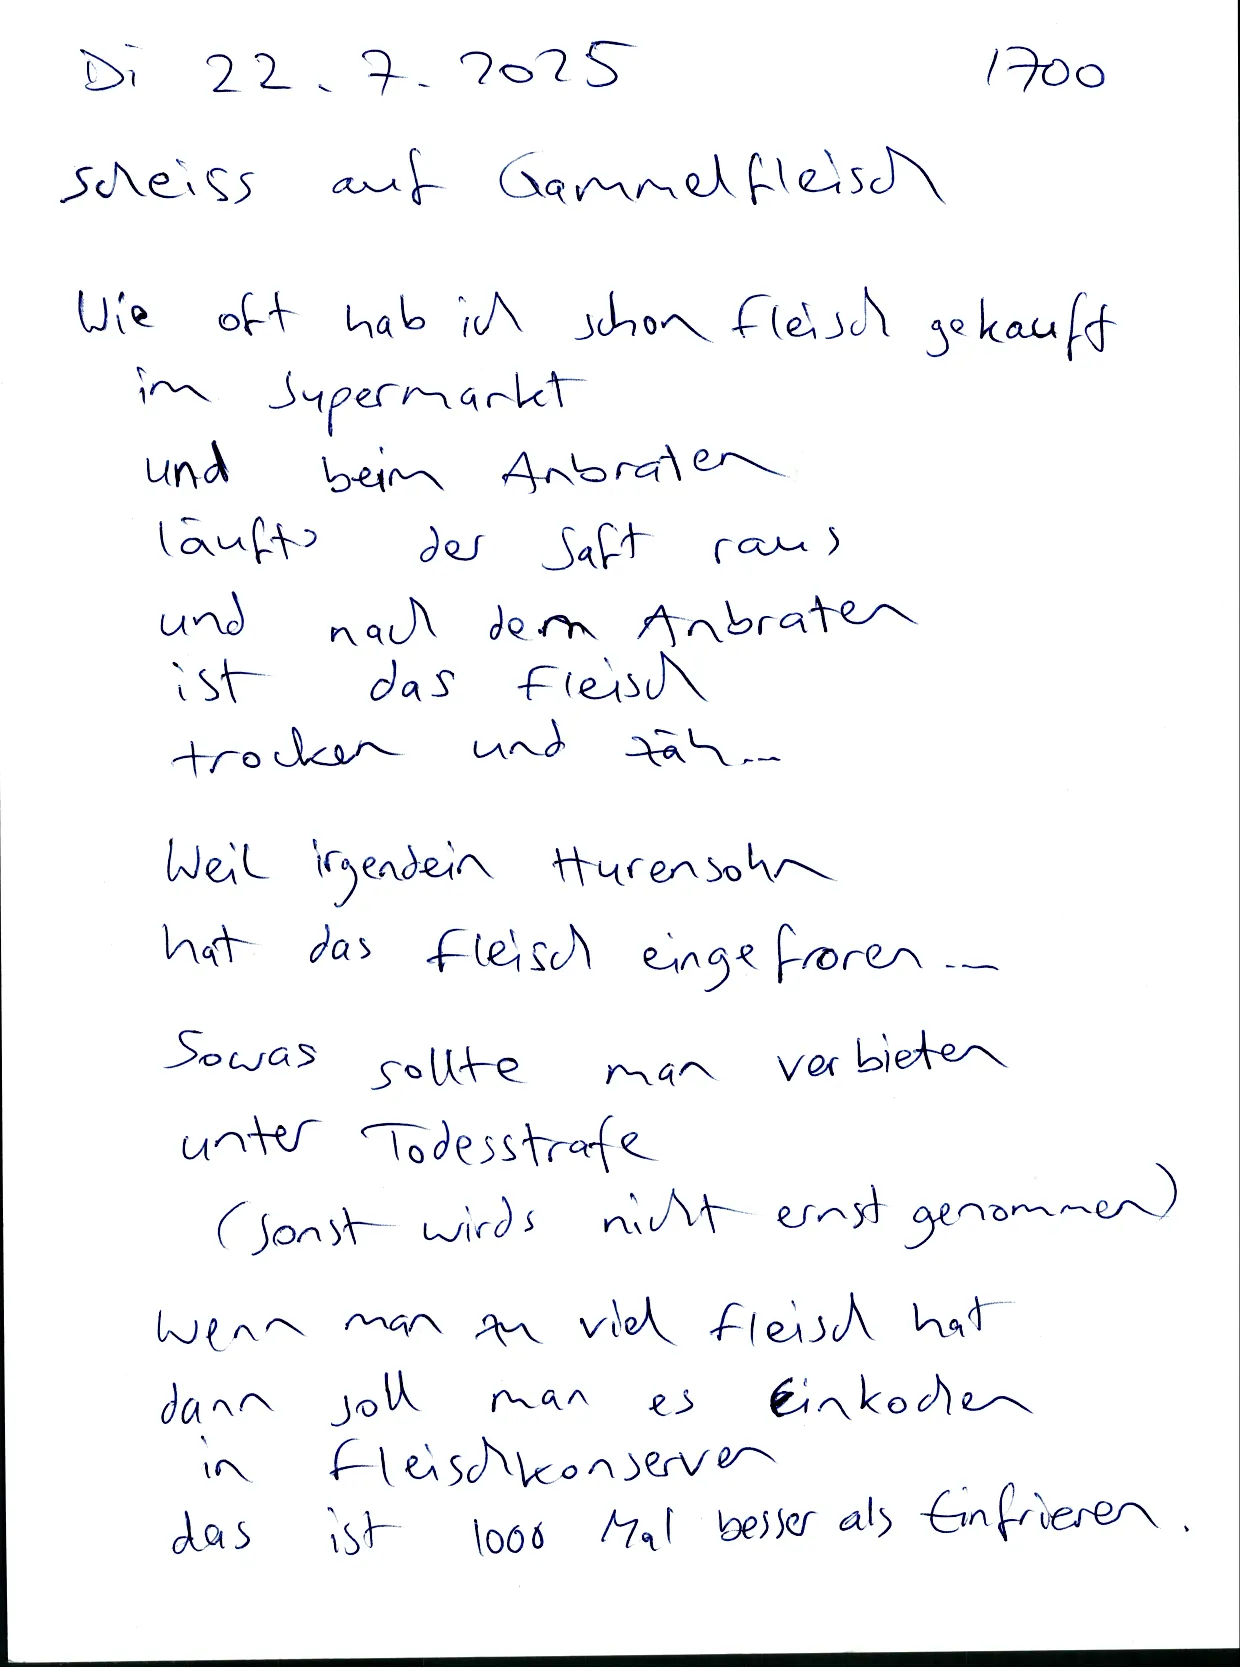 Di 22.7.2025 1700
scheiss auf Gammelfleisch
Wie oft hab ich schon fleisch gekauft
im Supermarkt
und beim Anbraten
läufts der Saft raus
und nach dem Anbraten
ist das fleisch
trocken und zäh...
Weil irgendein Hurensohn
hat das fleisch eingefroren...
Sowas sollte man verbieten
unter Todesstrafe
(sonst wirds nicht ernst genommen)
Wenn man zu viel fleisch hat
dann soll man es Einkochen
in fleischkonserven
das ist 1000 Mal besser als Einfrieren.